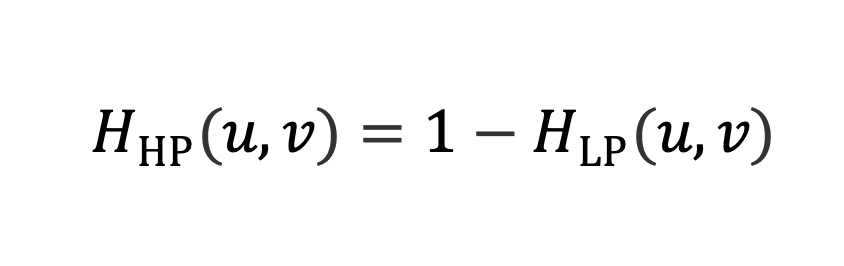 H_HP(u, v) = 1 − H_LP(u, v)